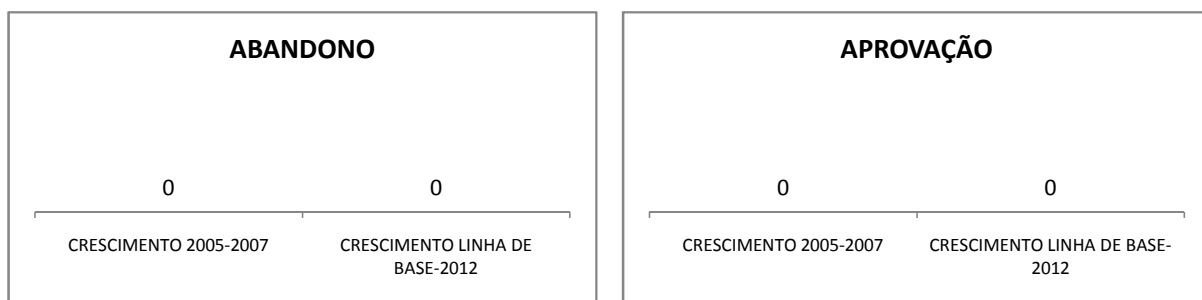 ABANDONO
0
0
CRESCIMENTO 2005-2007
CRESCIMENTO LINHA DE
BASE-2012
APROVAÇÃO
0
0
CRESCIMENTO 2005-2007
CRESCIMENTO LINHA DE BASE-
2012